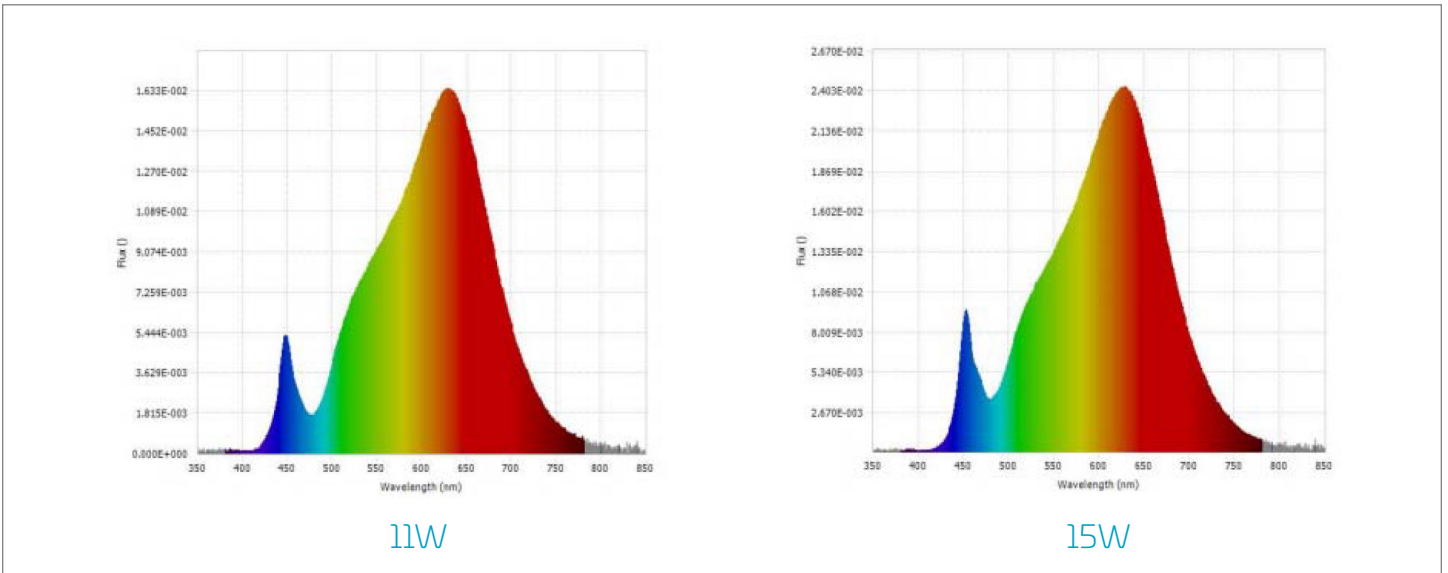 1.633E-002
1.452E-002
1.270E-002
1.089E-002
9.074E-003
7.259E-003
5.444E-003
3.629E-003
1.815E-003
0.000E+000
Flux ()
350 400 450 500 550 600 650 700 750 800 850
Wavelength (nm)
11W
2.670E-002
2.403E-002
2.136E-002
1.869E-002
1.602E-002
1.335E-002
1.068E-002
8.009E-003
5.340E-003
2.670E-003
Flux ()
350 400 450 500 550 600 650 700 750 800 850
Wavelength (nm)
15W